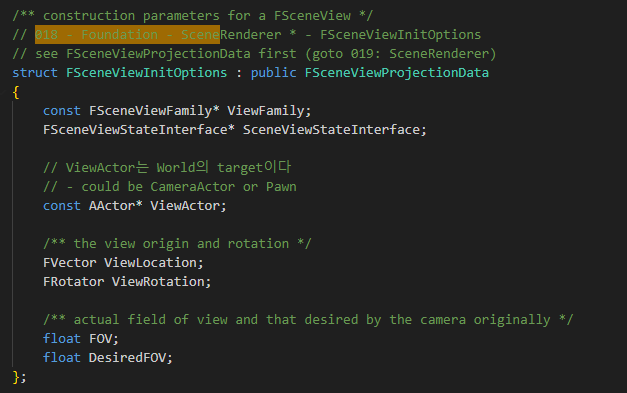 /** construction parameters for a FSceneView */
// 018 - Foundation - SceneRenderer * - FSceneViewInitOptions
// see FSceneViewProjectionData first (goto 019: SceneRenderer)
struct FSceneViewInitOptions : public FSceneViewProjectionData
{
const FSceneViewFamily* ViewFamily;
FSceneViewStateInterface* SceneViewStateInterface;
// ViewActor는 World의 target이다
// - could be CameraActor or Pawn
const AActor* ViewActor;
/** the view origin and rotation */
FVector ViewLocation;
FRotator ViewRotation;
/** actual field of view and that desired by the camera originally */
float FOV;
float DesiredFOV;
};